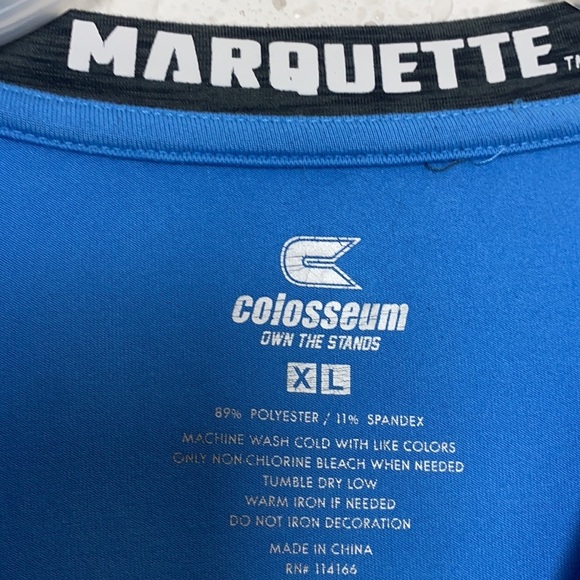 MARQUETTE TM
colosseum
OWN THE STANDS
XL
89% POLYESTER / 11% SPANDEX
MACHINE WASH COLD WITH LIKE COLORS
ONLY NON-CHLORINE BLEACH WHEN NEEDED
TUMBLE DRY LOW
WARM IRON IF NEEDED
DO NOT IRON DECORATION
MADE IN CHINA
RN# 114166